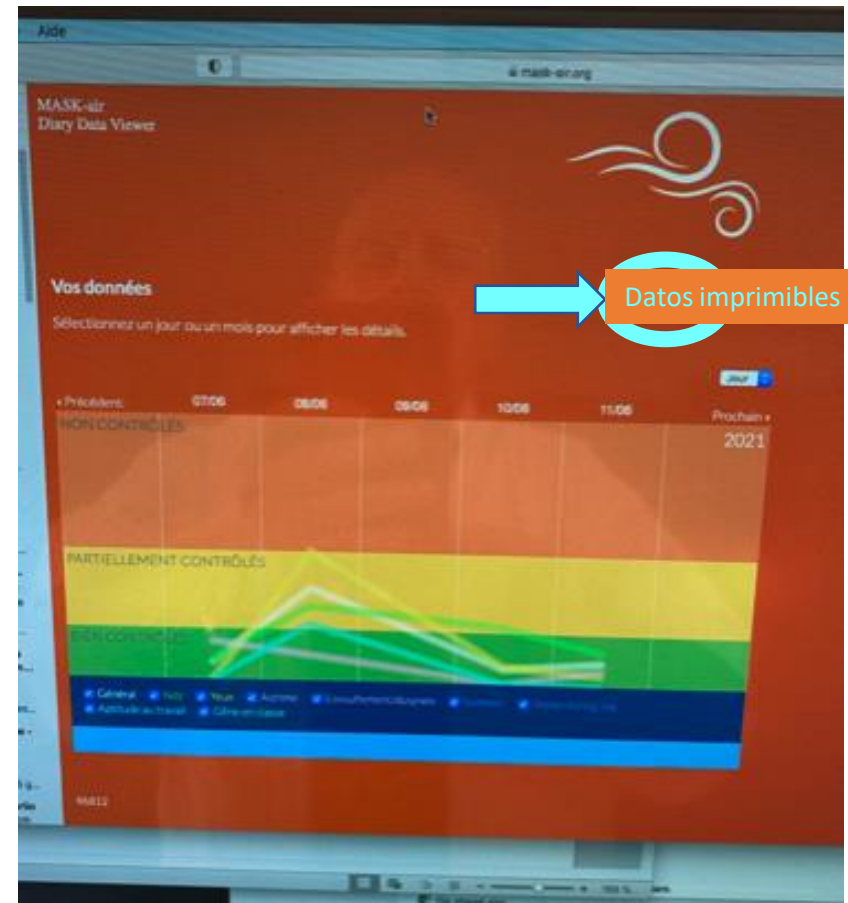 Aide
mask-air.org
MASK-air
Diary Data Viewer
Vos données
Datos imprimibles
Sélectionnez un jour ou un mois pour afficher les détails.
Jour
‹ Précédent
07/06
08/06
09/06
10/06
11/06
Prochain ›
NON CONTRÔLÉS
2021
PARTIELLEMENT CONTRÔLÉS
BIEN CONTRÔLÉS
Général
Nez
Yeux
Asthme
Aptitude au travail
Gêne en classe